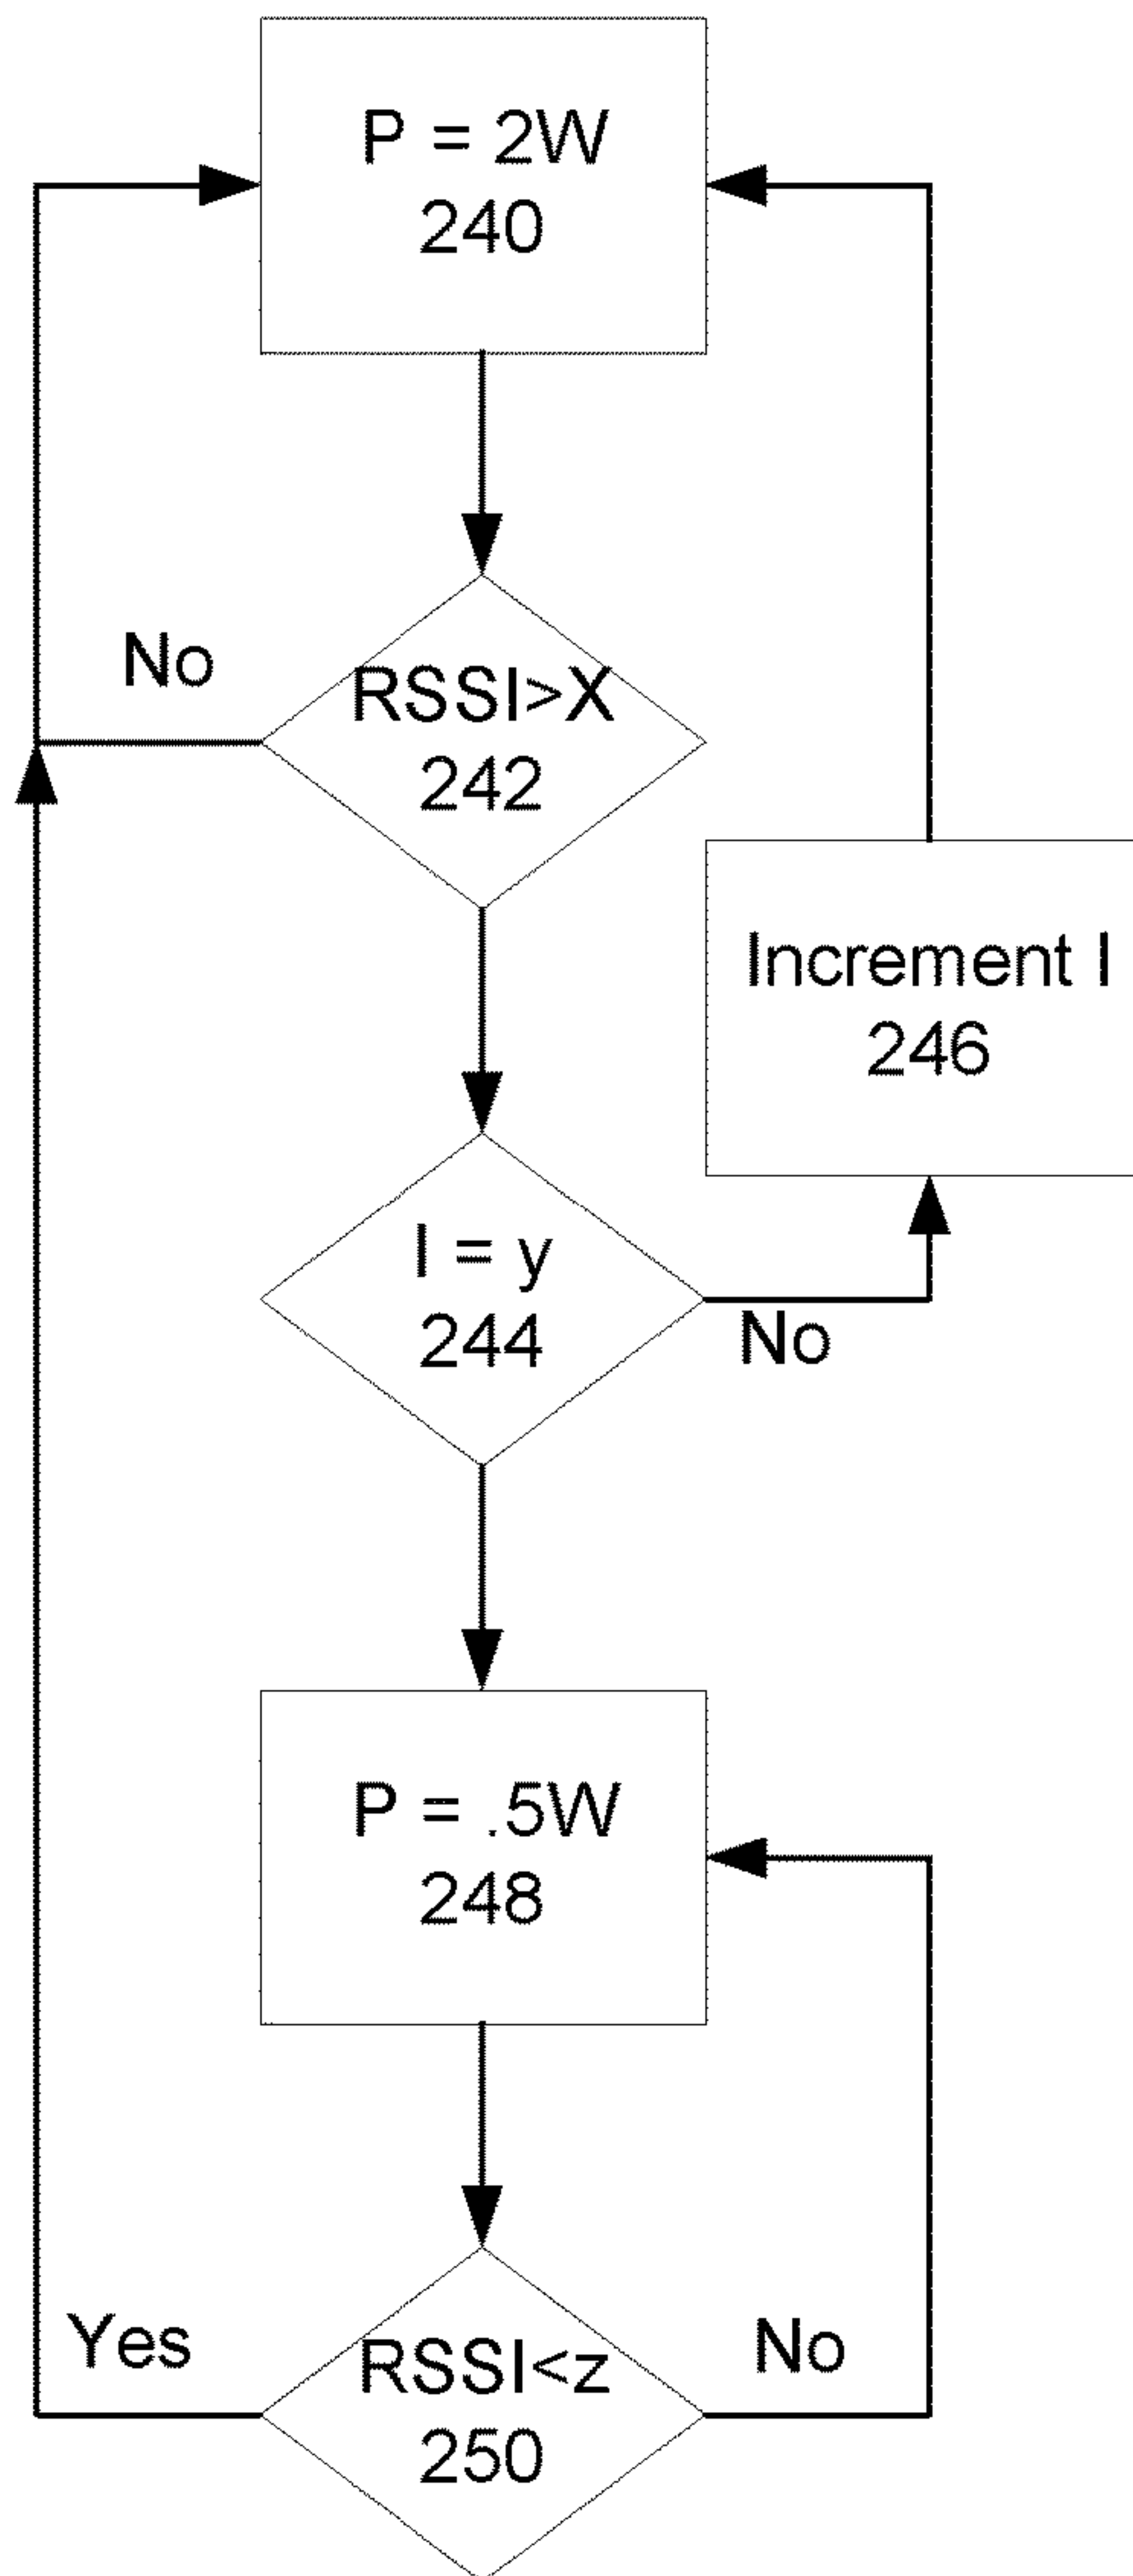 P = 2W
240
No
RSSI>X
242
Increment I
246
I = y
244
No
P = .5W
248
Yes
RSSI<z
250
No